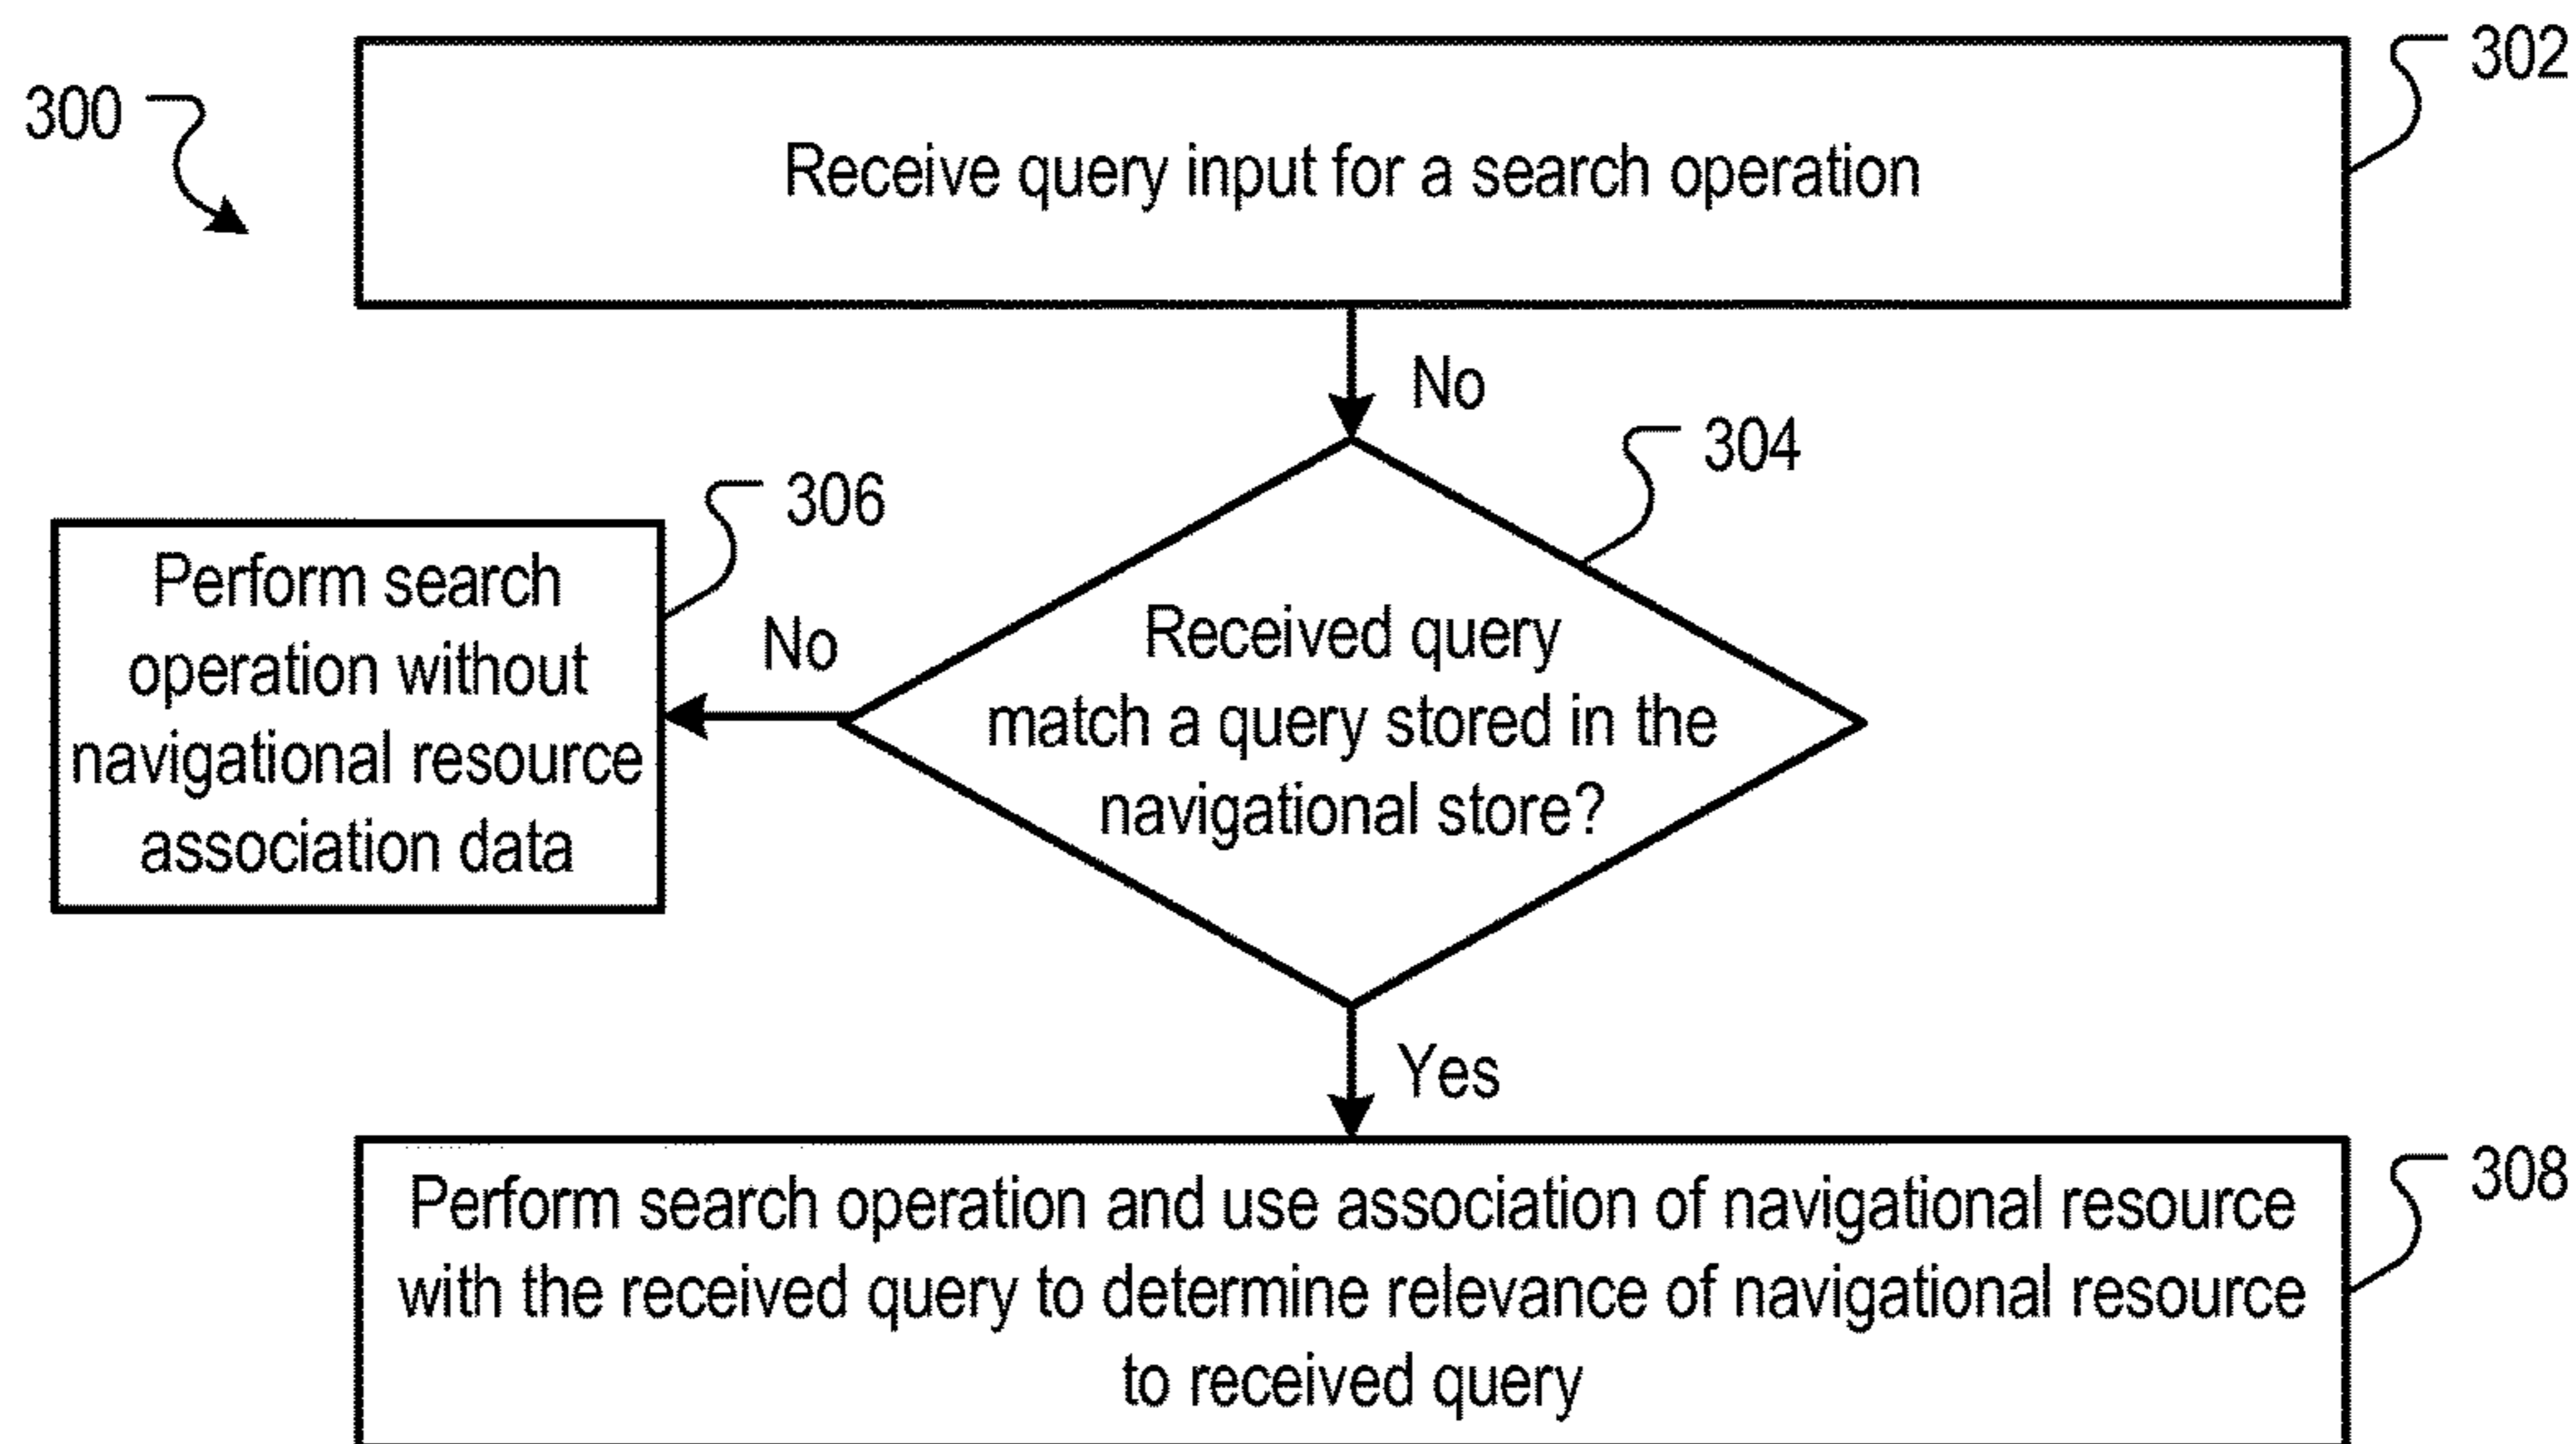 302
300
Receive query input for a search operation
No
304
306
Perform search
operation without
navigational resource
association data
No
Received query
match a query stored in the
navigational store?
Yes
308
Perform search operation and use association of navigational resource
with the received query to determine relevance of navigational resource
to received query